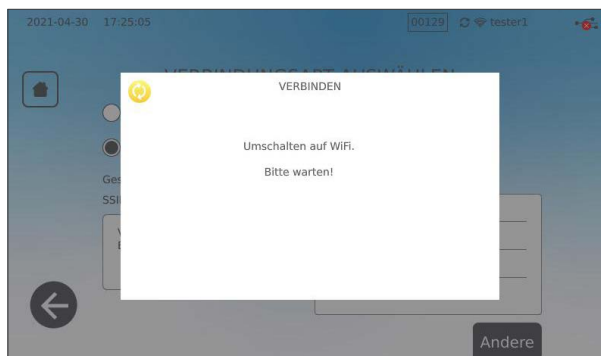 2021-04-30 17:25:05 00129 tester1
VERBINDEN
Umschalten auf WiFi.
Bitte warten!
Andere